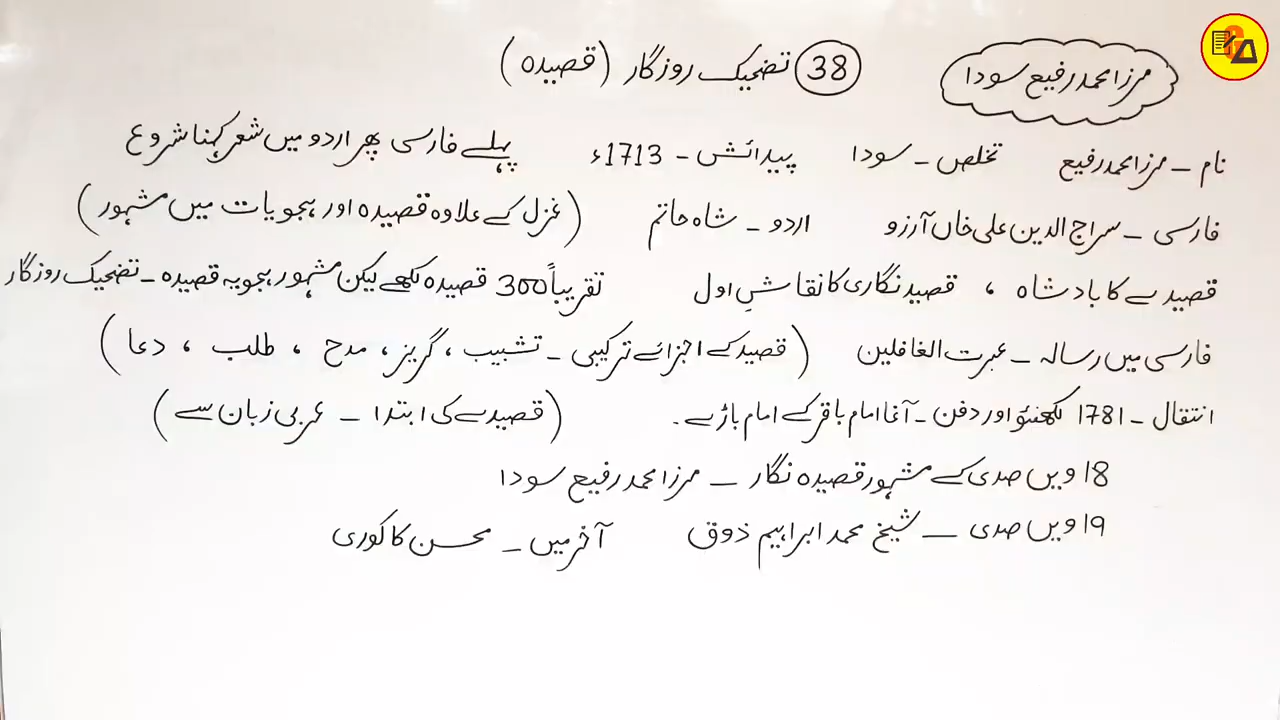 مرزا محمد رفیع سودا
38 تضحیک روزگار (قصیدہ)
نام – مرزا محمد رفیع تخلص – سودا پیدائش – 1713ء پہلے فارسی پھر اردو میں شعر کہنا شروع
فارسی – سراج الدین علی خاں آرزو اردو – شاہ حاتم (غزل کے علاوہ قصیدہ اور ہجویات میں مشہور)
قصیدے کا بادشاہ ، قصید نگاری کا نقاشِ اول تقریباً 300 قصیدہ لکھے لیکن مشہور ہجویہ قصیدہ – تضحیک روزگار
فارسی میں رسالہ – عبرت الغافلین (قصید کے اجزائے ترکیبی – تشبیب ، گریز ، مدح ، طلب ، دعا)
انتقال – 1781 لکھنئو اور دفن – آغا امام باقر کے امام باڑے ۔ (قصیدے کی ابتدا – عربی زبان سے)
18 ویں صدی کے مشہور قصیدہ نگار – مرزا محمد رفیع سودا
19 ویں صدی – شیخ محمد ابراہیم ذوق آخر میں – محسن کاکوری